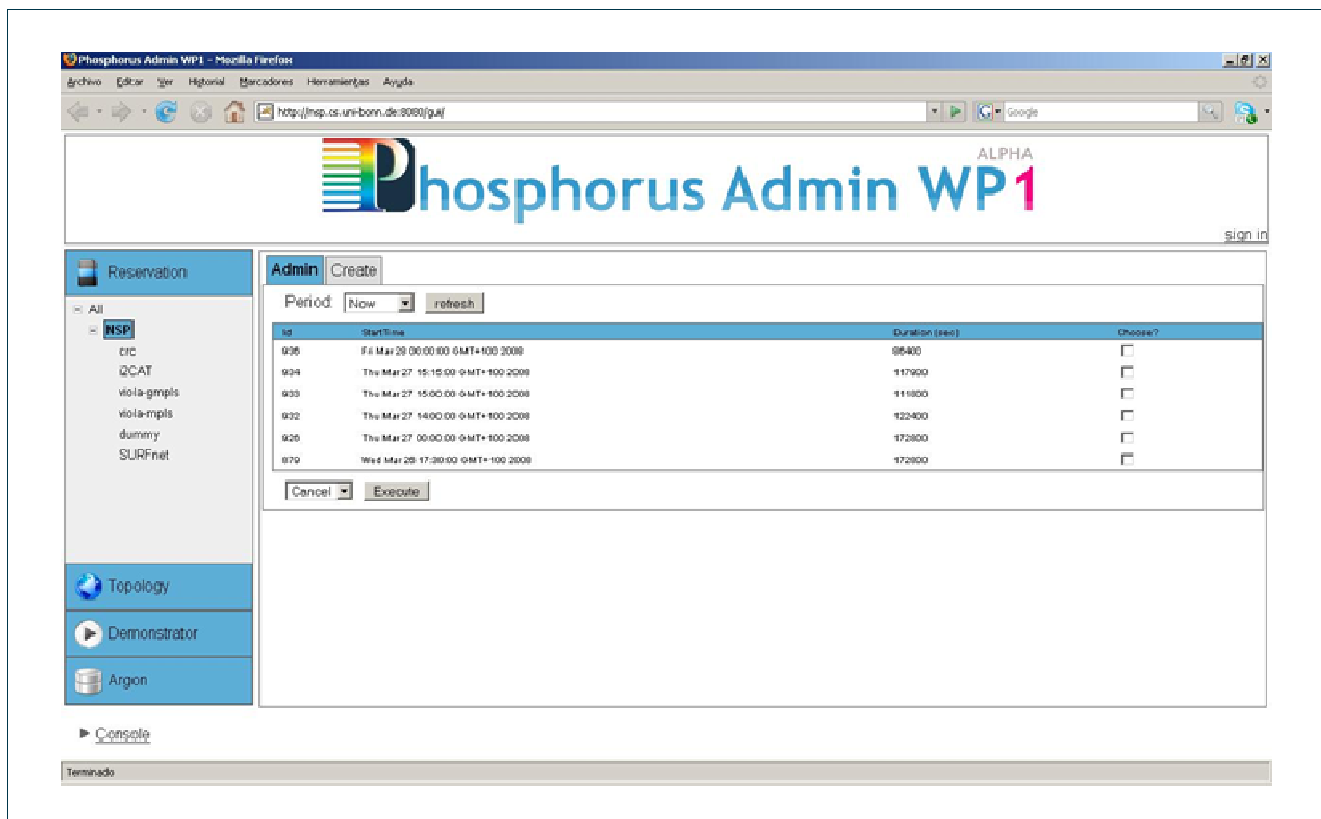 Phosphorus Admin WP1 - Mozilla Firefox
Archivo Editar Ver Historial Marcadores Herramientas Ayuda
http://nsp.cs.uni-bonn.de:8080/gui/
Google
Phosphorus Admin WP1
ALPHA
sign in
Reservation
All
NSP
crc
i2CAT
viola-gmpls
viola-mpls
dummy
SURFnet
Topology
Demonstrator
Argon
Console
Admin Create
Period: Now refresh
Id StartTime Duration (sec) Choose?
Fri Mar 28 00:00:00 GMT+100 2008 86400
934 Thu Mar 27 15:15:00 GMT+100 2008 117900
933 Thu Mar 27 15:00:00 GMT+100 2008 111800
932 Thu Mar 27 14:00:00 GMT+100 2008 122400
926 Thu Mar 27 00:00:00 GMT+100 2008 172800
879 Wed Mar 26 17:30:00 GMT+100 2008 172800
Cancel Execute
Terminado